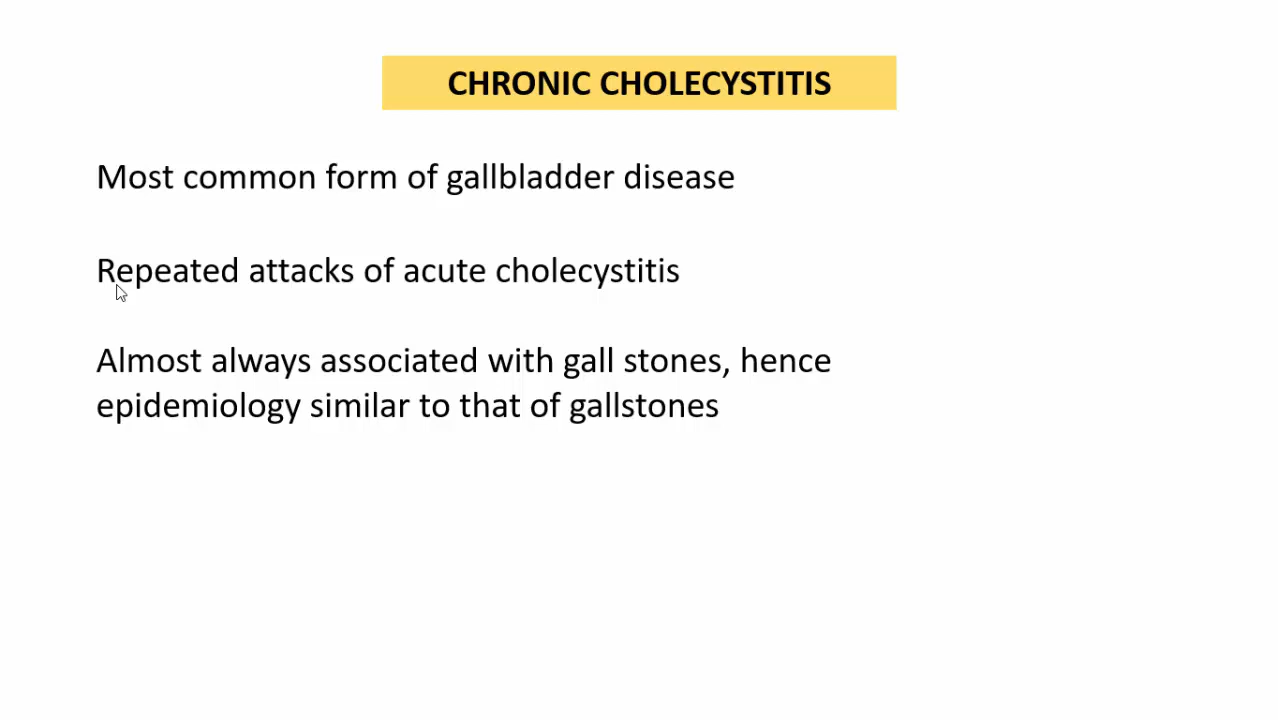 CHRONIC CHOLECYSTITIS
Most common form of gallbladder disease
Repeated attacks of acute cholecystitis
Almost always associated with gall stones, hence
epidemiology similar to that of gallstones